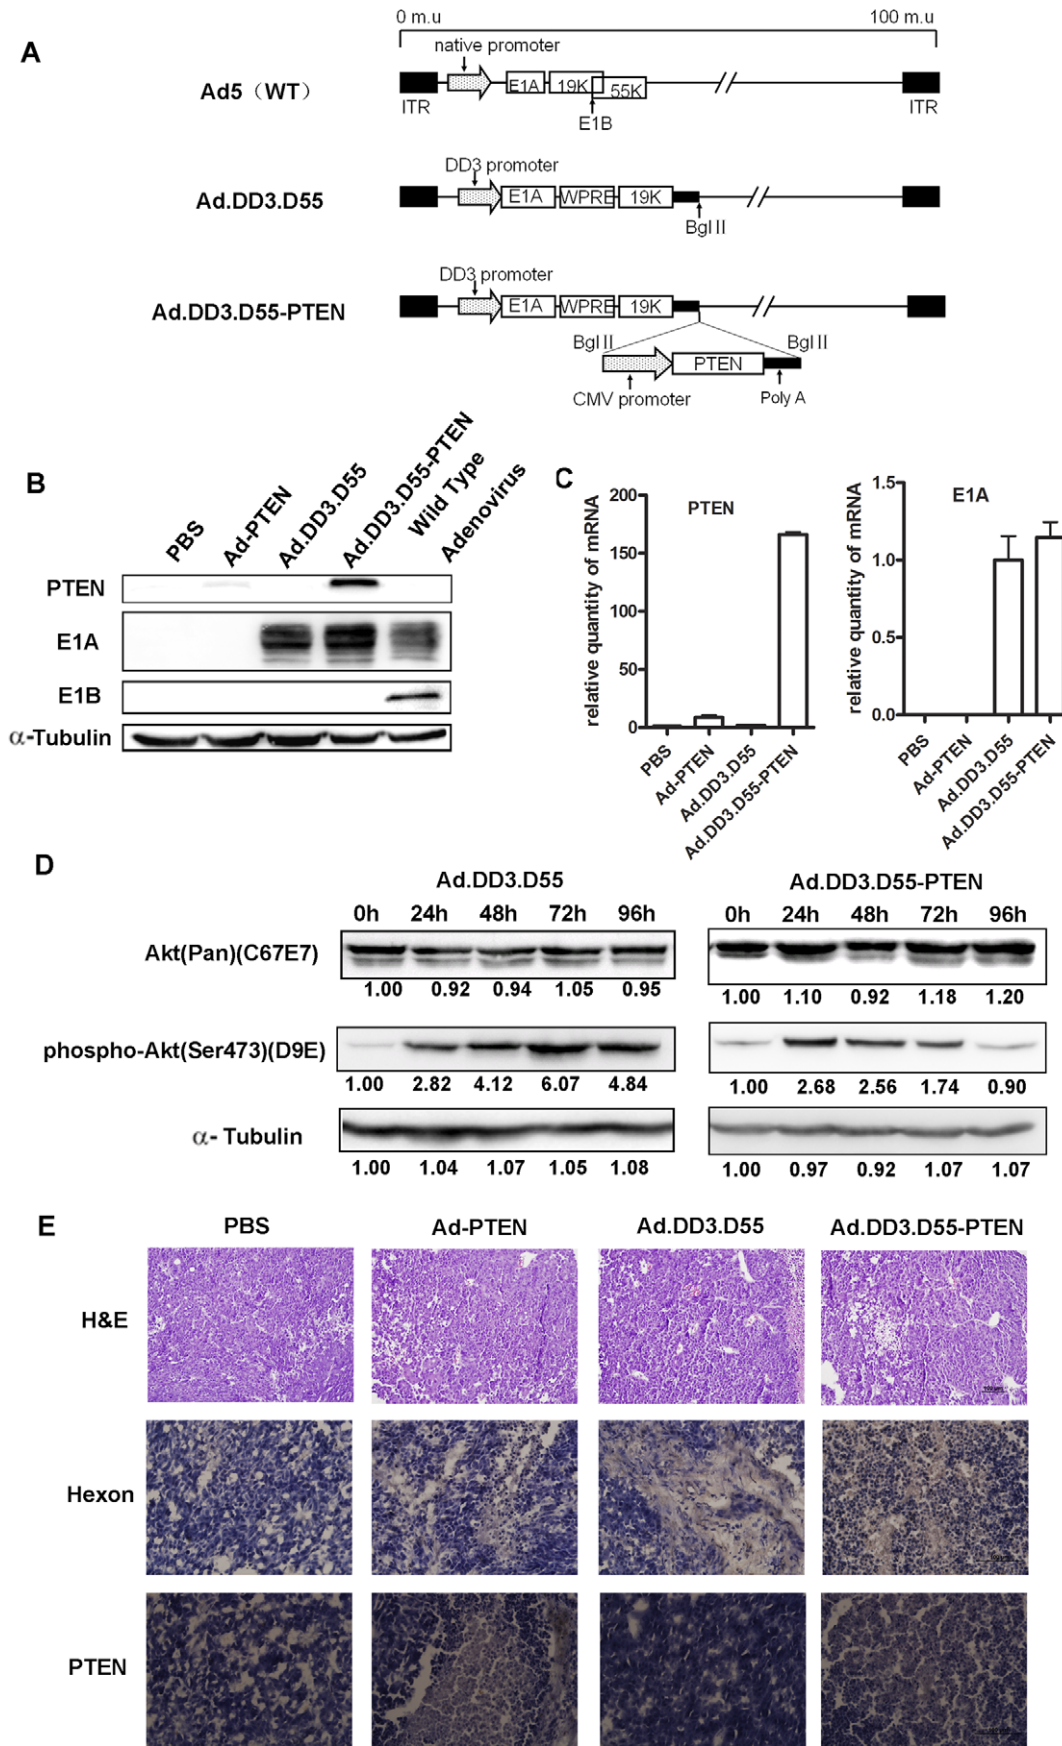 A
0 m.u 100 m.u
native promoter
Ad5（WT）
E1A 19K 55K
ITR ITR
E1B
DD3 promoter
Ad.DD3.D55
E1A WPRE 19K
Bgl II
DD3 promoter
Ad.DD3.D55-PTEN
E1A WPRE 19K
Bgl II Bgl II
PTEN
CMV promoter Poly A
B
PBS Ad-PTEN Ad.DD3.D55 Ad.DD3.D55-PTEN Wild Type Adenovirus
PTEN
E1A
E1B
α-Tubulin
C
relative quantity of mRNA
PTEN
200
150
100
50
0
PBS Ad-PTEN Ad.DD3.D55 Ad.DD3.D55-PTEN
relative quantity of mRNA
E1A
1.5
1.0
0.5
0.0
PBS Ad-PTEN Ad.DD3.D55 Ad.DD3.D55-PTEN
D
Ad.DD3.D55 Ad.DD3.D55-PTEN
0h 24h 48h 72h 96h 0h 24h 48h 72h 96h
Akt(Pan)(C67E7)
1.00 0.92 0.94 1.05 0.95 1.00 1.10 0.92 1.18 1.20
phospho-Akt(Ser473)(D9E)
1.00 2.82 4.12 6.07 4.84 1.00 2.68 2.56 1.74 0.90
α- Tubulin
1.00 1.04 1.07 1.05 1.08 1.00 0.97 0.92 1.07 1.07
E
PBS Ad-PTEN Ad.DD3.D55 Ad.DD3.D55-PTEN
H&E
Hexon
PTEN